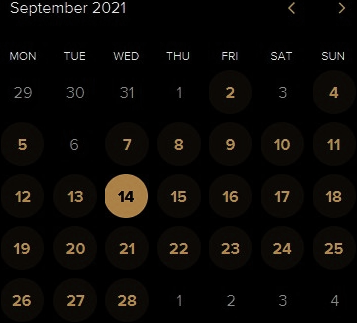 September 2021
MON TUE WED THU FRI SAT SUN
29 30 31 1 2 3 4
5 6 7 8 9 10 11
12 13 14 15 16 17 18
19 20 21 22 23 24 25
26 27 28 1 2 3 4